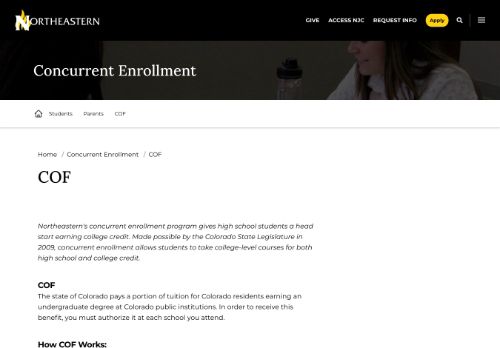 NORTHEASTERN
GIVE ACCESS NJC REQUEST INFO Apply
Concurrent Enrollment
Students Parents COF
Home / Concurrent Enrollment / COF
COF
Northeastern's concurrent enrollment program gives high school students a head
start earning college credit. Made possible by the Colorado State Legislature in
2009, concurrent enrollment allows students to take college-level courses for both
high school and college credit.
COF
The state of Colorado pays a portion of tuition for Colorado residents earning an
undergraduate degree at Colorado public institutions. In order to receive this
benefit, you must authorize it at each school you attend.
How COF Works: